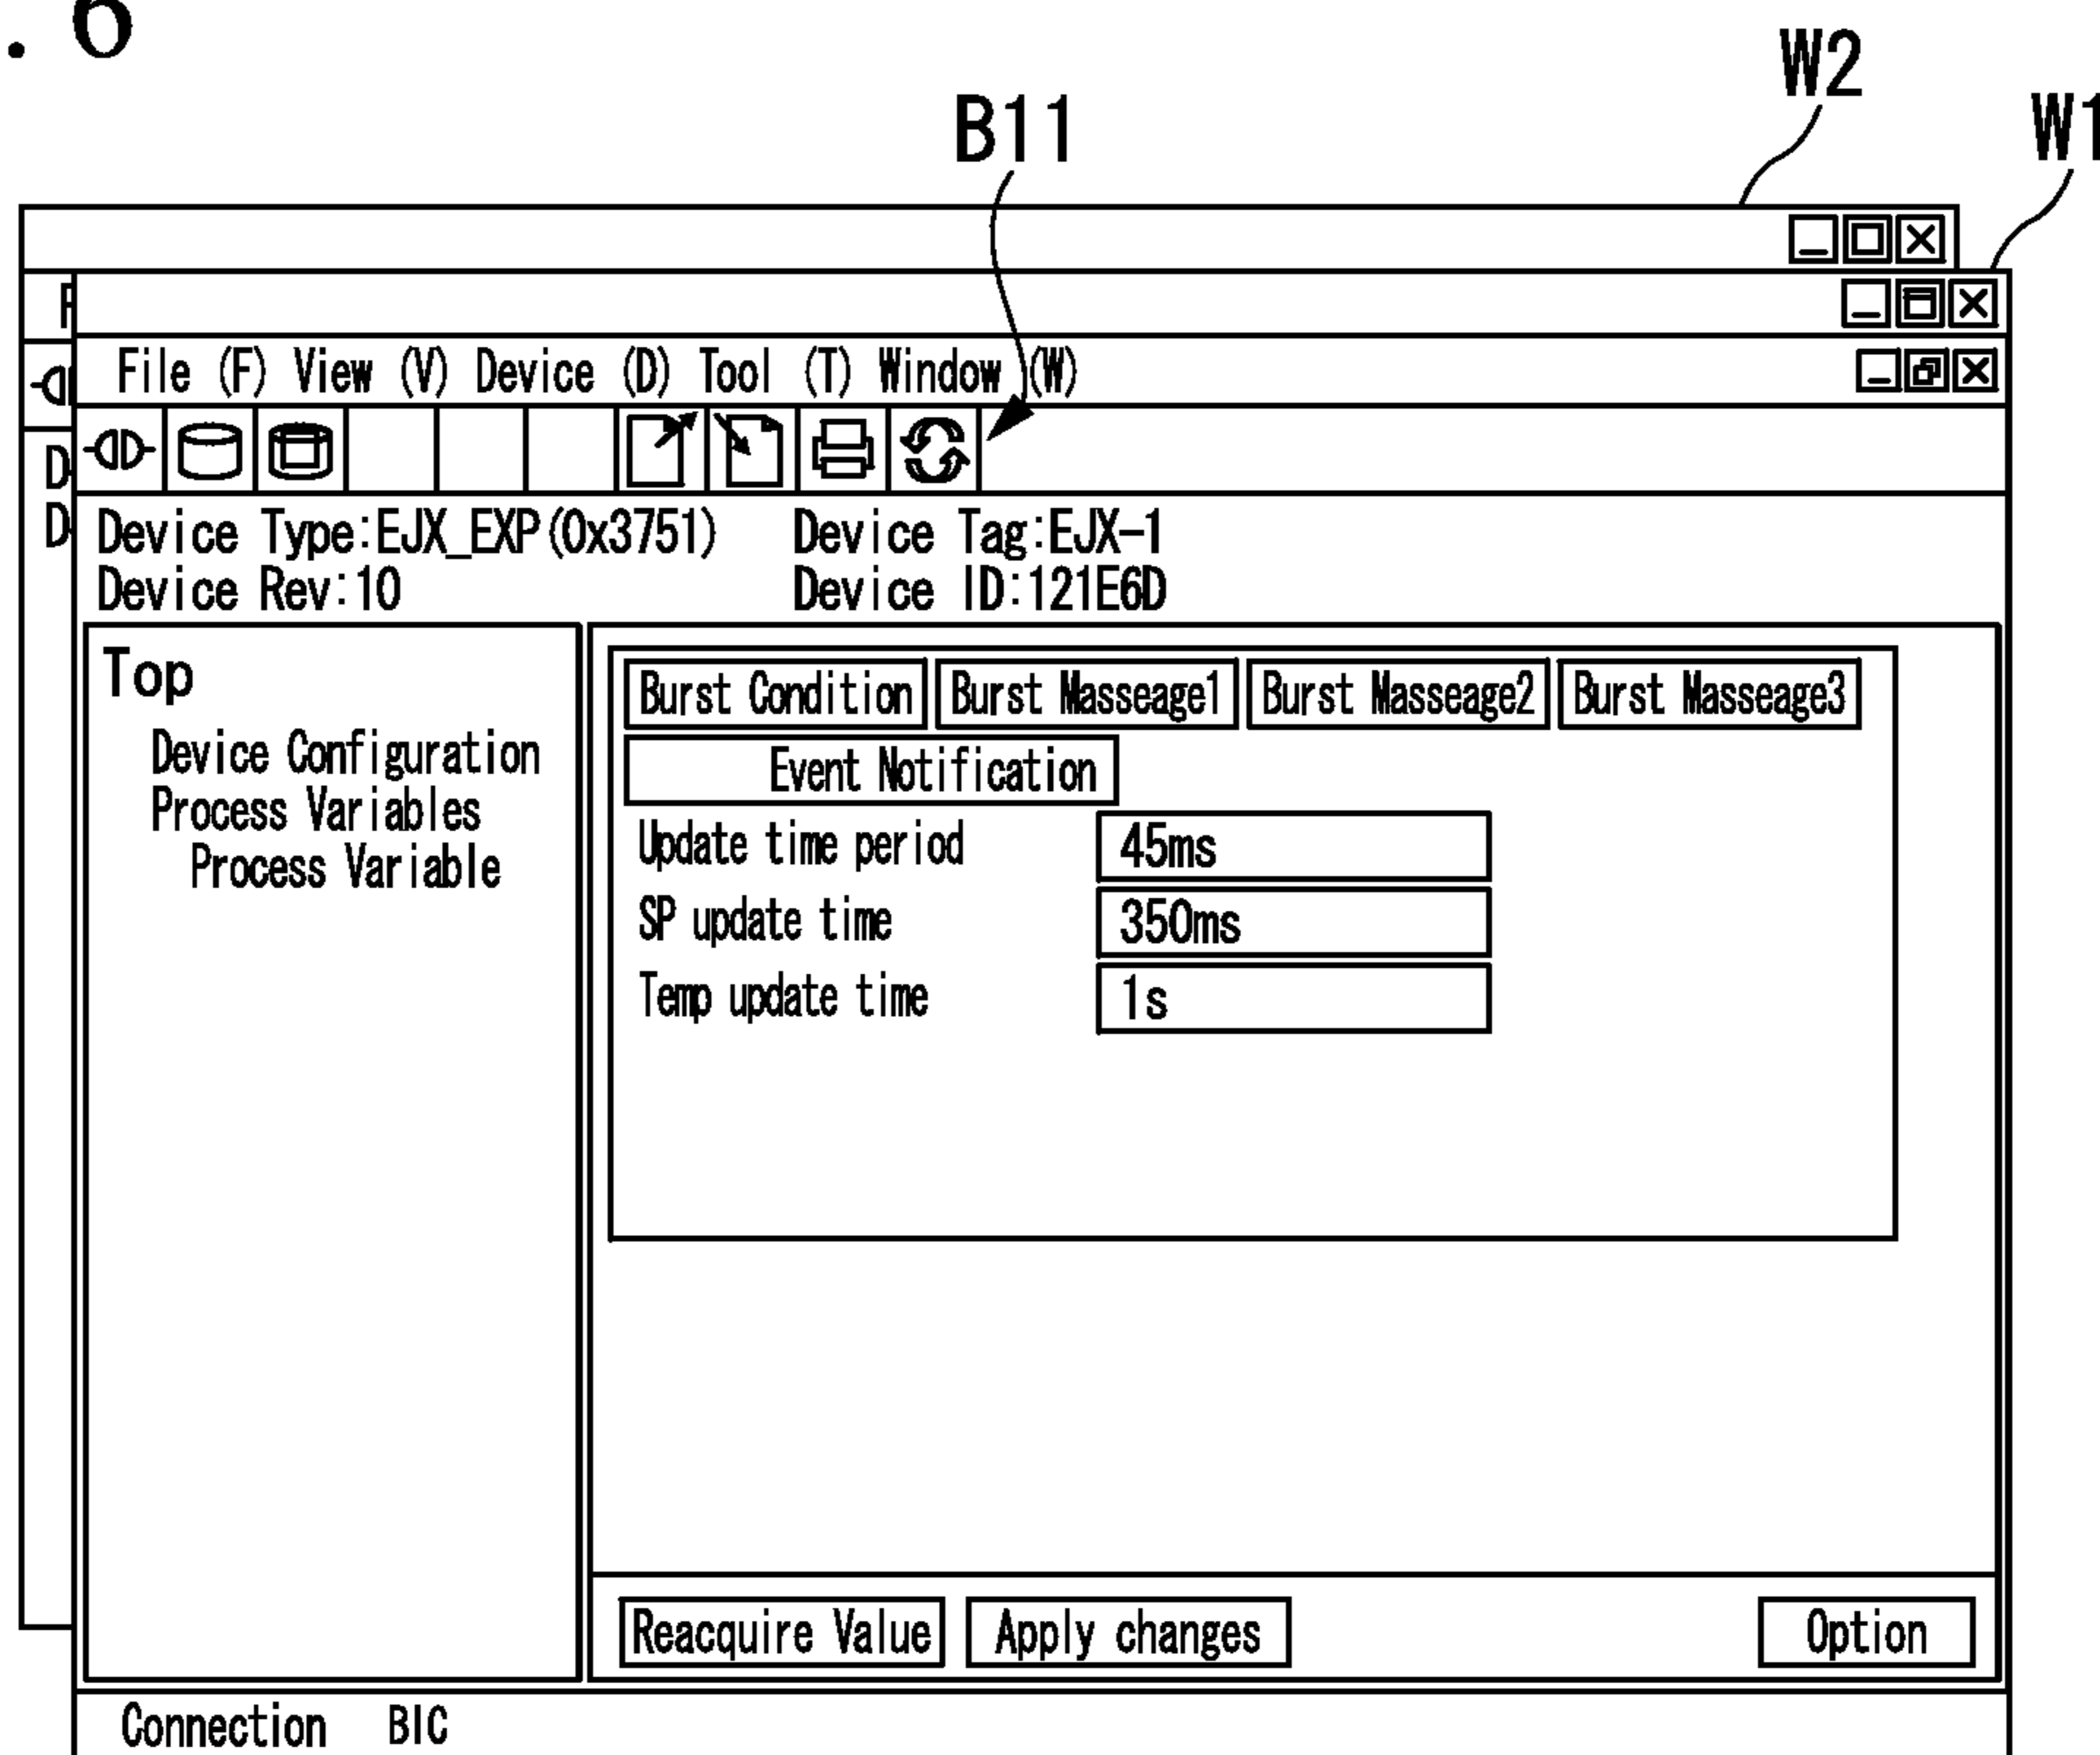 . 6
W2
W1
B11
File (F) View (V) Device (D) Tool (T) Window (W)
D
D
Device Type:EJX_EXP(0x3751) Device Tag:EJX-1
Device Rev:10 Device ID:121E6D
Top
Device Configuration
Process Variables
Process Variable
Burst Condition Burst Masseage1 Burst Masseage2 Burst Masseage3
Event Notification
Update time period 45ms
SP update time 350ms
Temp update time 1s
Reacquire Value Apply changes Option
Connection BIC